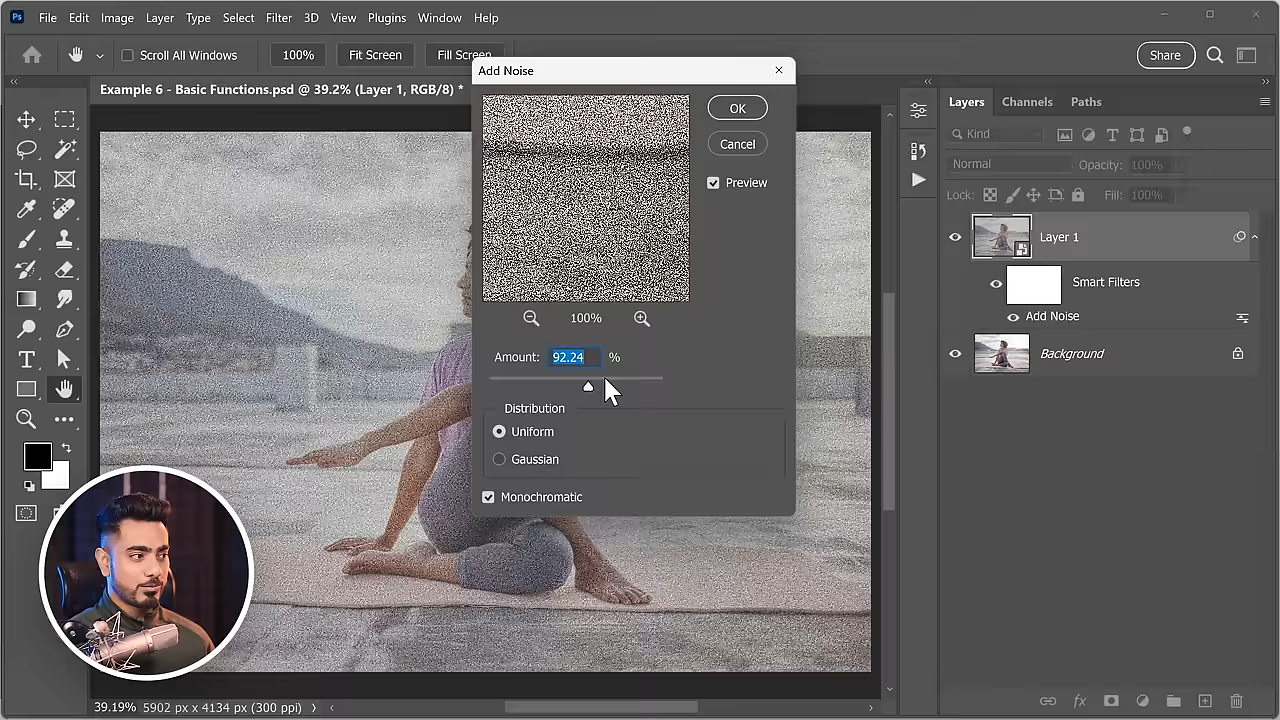 Ps File Edit Image Layer Type Select Filter 3D View Plugins Window Help
Scroll All Windows 100% Fit Screen Fill Screen Share
Example 6 - Basic Functions.psd @ 39.2% (Layer 1, RGB/8) *
Add Noise
OK
Cancel
Preview
100%
Amount: 92.24 %
Distribution
Uniform
Gaussian
Monochromatic
Layers Channels Paths
Kind
Normal Opacity: 100%
Lock: Fill: 100%
Layer 1
Smart Filters
Add Noise
Background
fx
39.19% 5902 px x 4134 px (300 ppi)